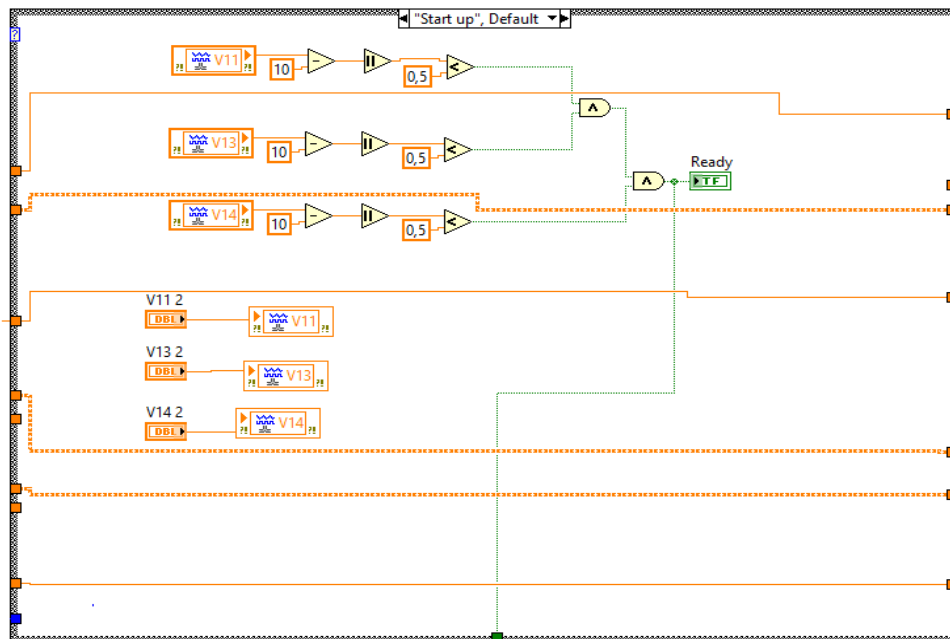 "Start up", Default
?
V11
?!
?!
10
0,5
V13
?!
?!
10
0,5
V14
?!
?!
10
0,5
Ready
TF
V11 2
DBL
V11
?!
?!
V13 2
DBL
V13
?!
?!
V14 2
DBL
V14
?!
?!